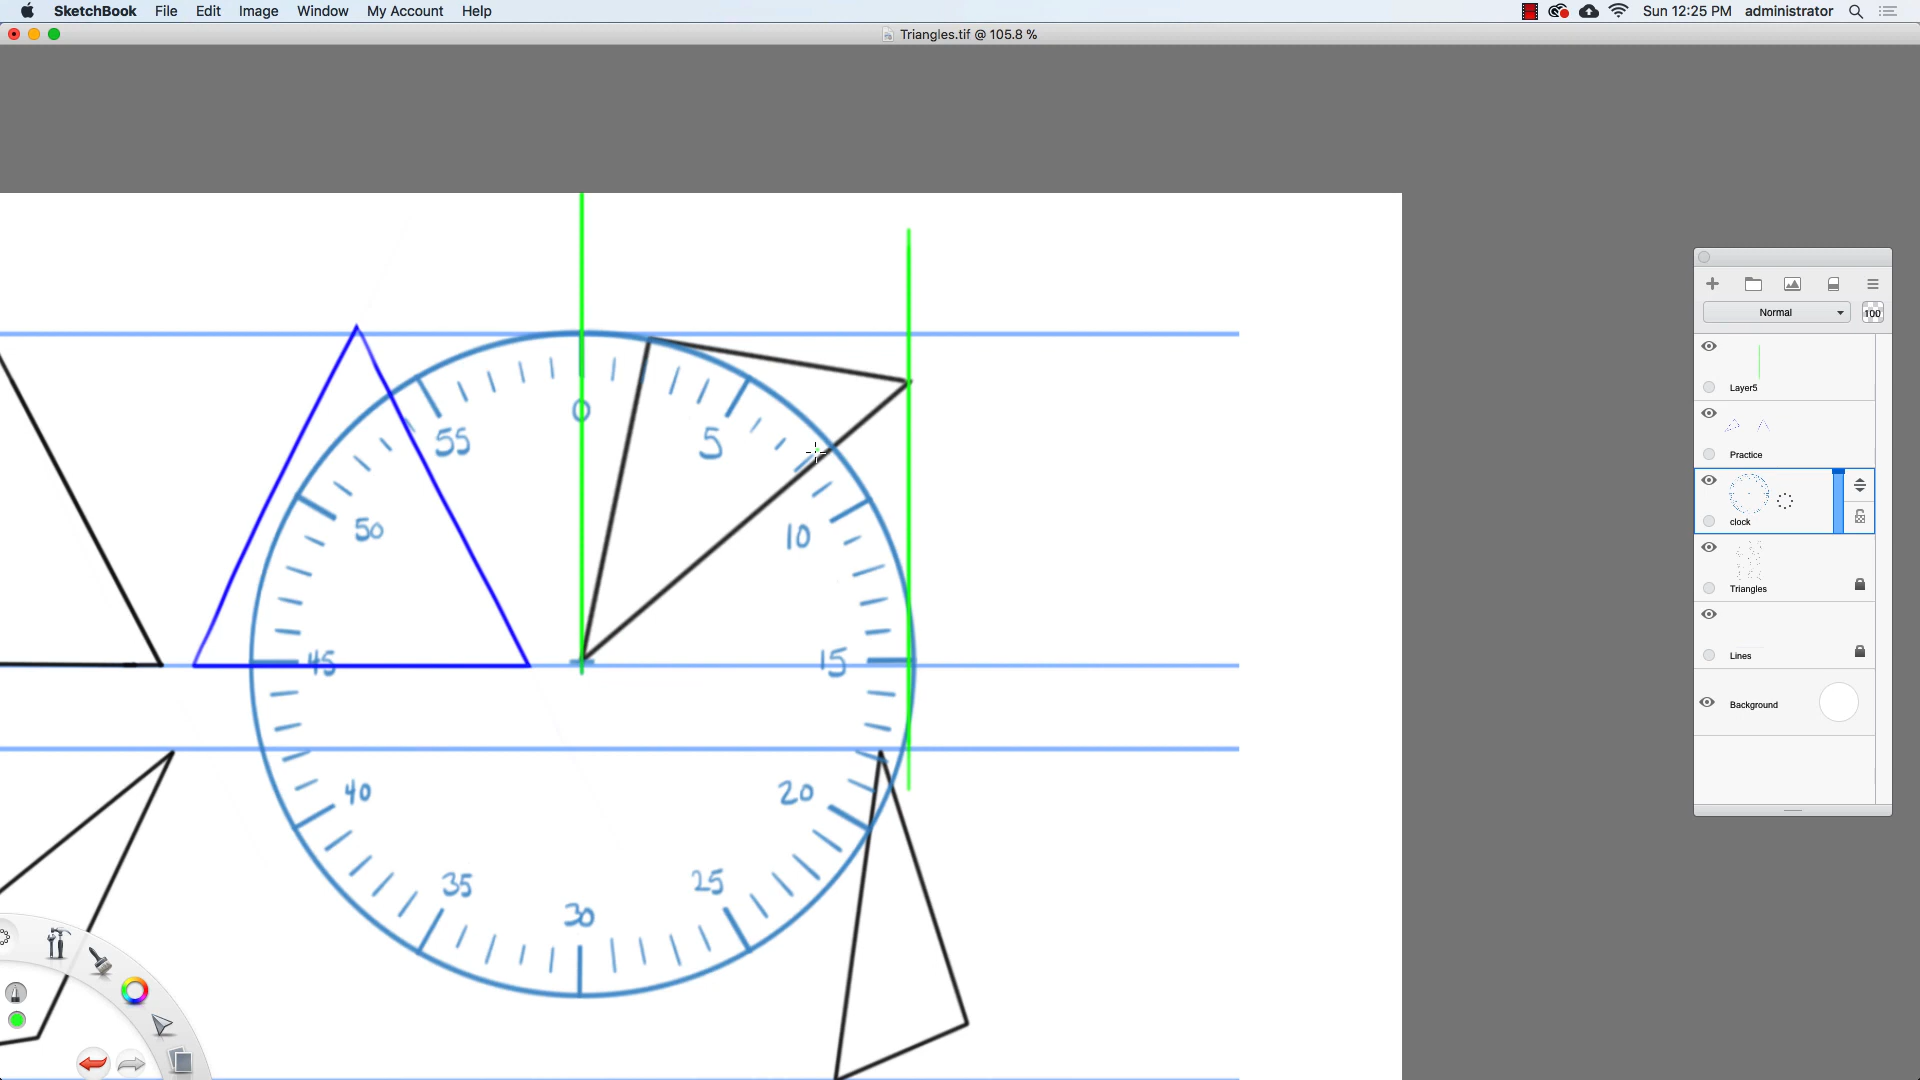 SketchBook File Edit Image Window My Account Help Sun 12:25 PM administrator
Triangles.tif @ 105.8 %
Normal 100
Layer5
Practice
clock
Triangles
Lines
Background
0
55 5
50 10
45 15
40 20
35 25
30